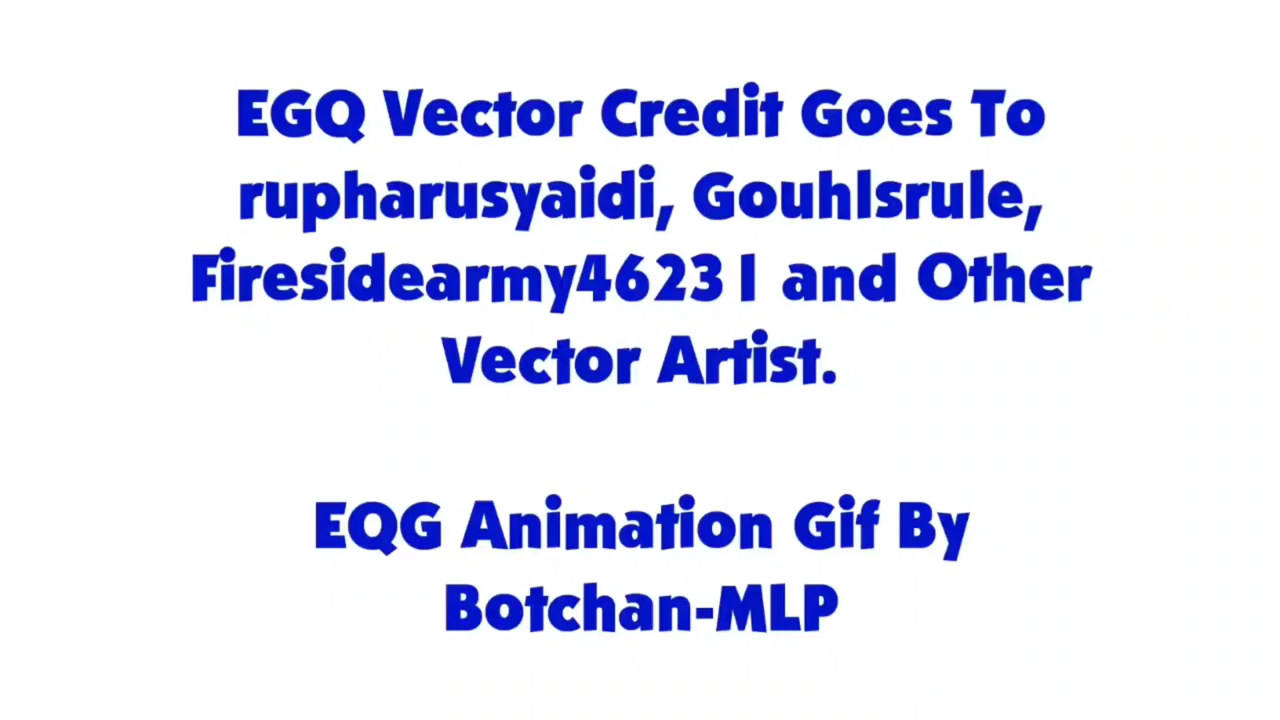 EGQ Vector Credit Goes To
rupharusyaidi, Gouhlsrule,
Firesidearmy46231 and Other
Vector Artist.
EQG Animation Gif By
Botchan-MLP